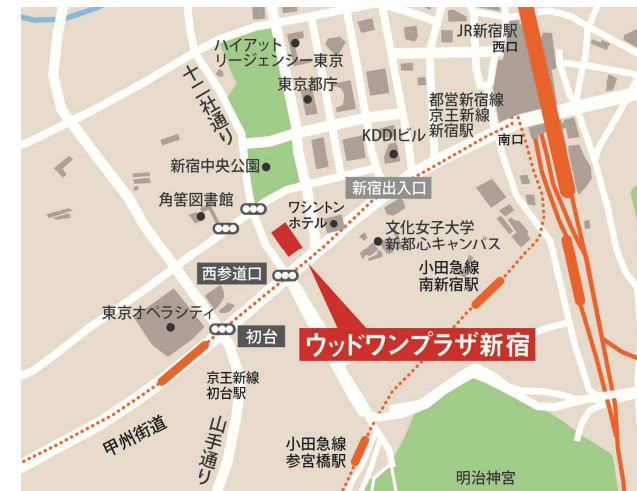 JR新宿駅
西口
ハイアット
リージェンシー東京
十二社通り
東京都庁
都営新宿線
京王新線
新宿駅
KDDIビル
南口
新宿中央公園
新宿出入口
角筈図書館
ワシントン
ホテル
文化女子大学
新都心キャンパス
西参道口
小田急線
南新宿駅
東京オペラシティ
初台
ウッドワンプラザ新宿
京王新線
初台駅
甲州街道
山手通り
小田急線
参宮橋駅
明治神宮